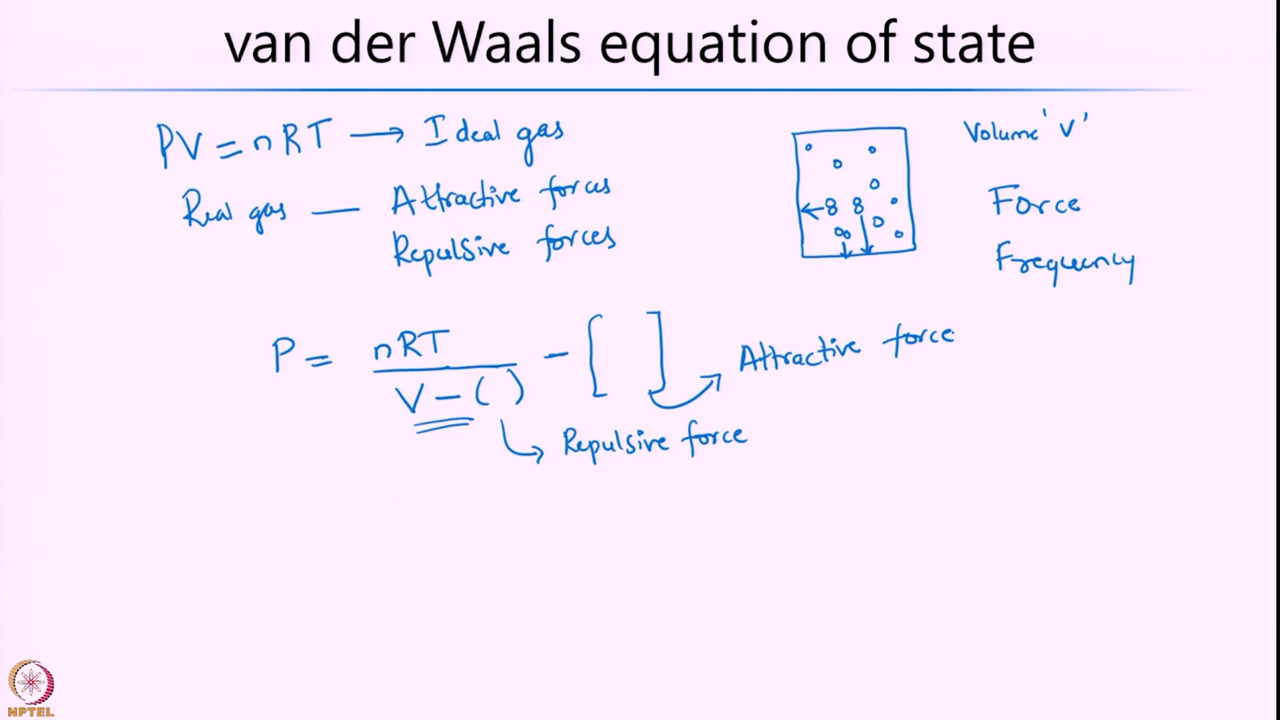 van der Waals equation of state
PV = nRT → Ideal gas
Real gas — Attractive forces
Repulsive forces
Volume 'V'
Force
Frequency
P = nRT / V - ( ) - [ ]
Attractive force
Repulsive force
NPTEL